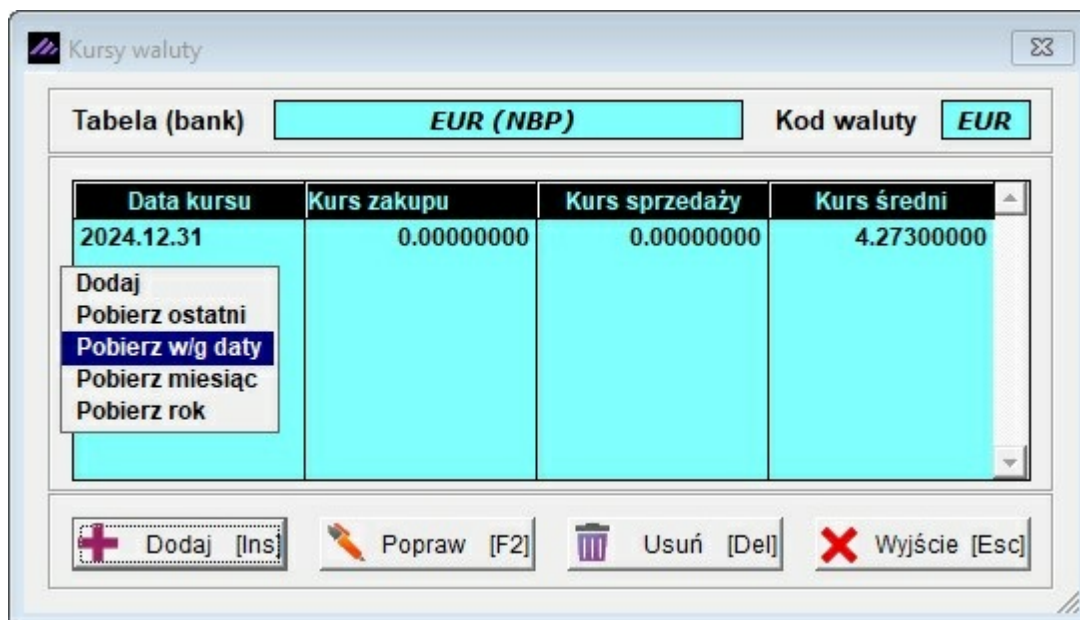 Kursy waluty
Tabela (bank) EUR (NBP) Kod waluty EUR
Data kursu Kurs zakupu Kurs sprzedaży Kurs średni
2024.12.31 0.00000000 0.00000000 4.27300000
Dodaj
Pobierz ostatni
Pobierz w/g daty
Pobierz miesiąc
Pobierz rok
Dodaj [Ins] Popraw [F2] Usuń [Del] Wyjście [Esc]